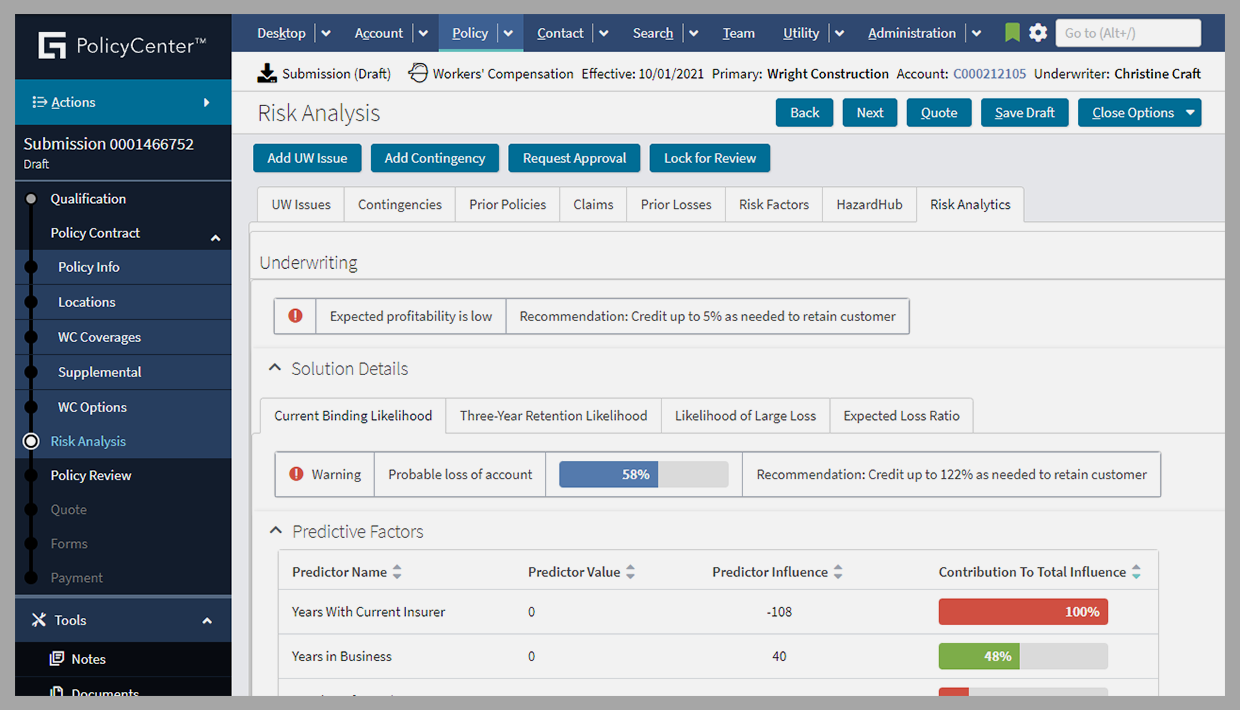 PolicyCenter™
Desktop Account Policy Contact Search Team Utility Administration Go to (Alt+/)
Submission (Draft) Workers' Compensation Effective: 10/01/2021 Primary: Wright Construction Account: C000212105 Underwriter: Christine Craft
Actions
Submission 0001466752
Draft
Qualification
Policy Contract
Policy Info
Locations
WC Coverages
Supplemental
WC Options
Risk Analysis
Policy Review
Quote
Forms
Payment
Tools
Notes
Documents
Risk Analysis
Back Next Quote Save Draft Close Options
Add UW Issue Add Contingency Request Approval Lock for Review
UW Issues Contingencies Prior Policies Claims Prior Losses Risk Factors HazardHub Risk Analytics
Underwriting
Expected profitability is low Recommendation: Credit up to 5% as needed to retain customer
Solution Details
Current Binding Likelihood Three-Year Retention Likelihood Likelihood of Large Loss Expected Loss Ratio
Warning Probable loss of account 58% Recommendation: Credit up to 122% as needed to retain customer
Predictive Factors
Predictor Name Predictor Value Predictor Influence Contribution To Total Influence
Years With Current Insurer 0 -108 100%
Years in Business 0 40 48%